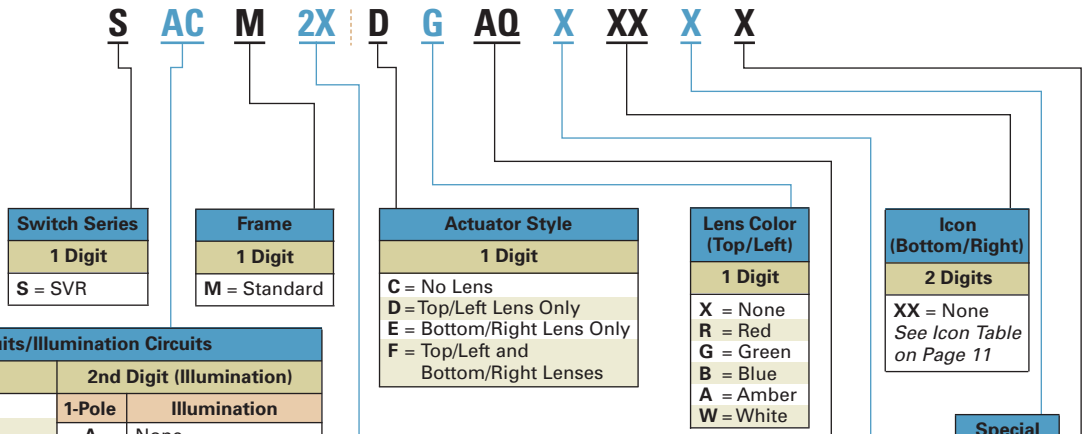 S AC M 2X D G AQ X XX X X
Switch Series
1 Digit
S = SVR
Frame
1 Digit
M = Standard
Actuator Style
1 Digit
C = No Lens
D = Top/Left Lens Only
E = Bottom/Right Lens Only
F = Top/Left and
Bottom/Right Lenses
Lens Color
(Top/Left)
1 Digit
X = None
R = Red
G = Green
B = Blue
A = Amber
W = White
Icon
(Bottom/Right)
2 Digits
XX = None
See Icon Table
on Page 11
uits/Illumination Circuits
2nd Digit (Illumination)
1-Pole Illumination
A None
Special